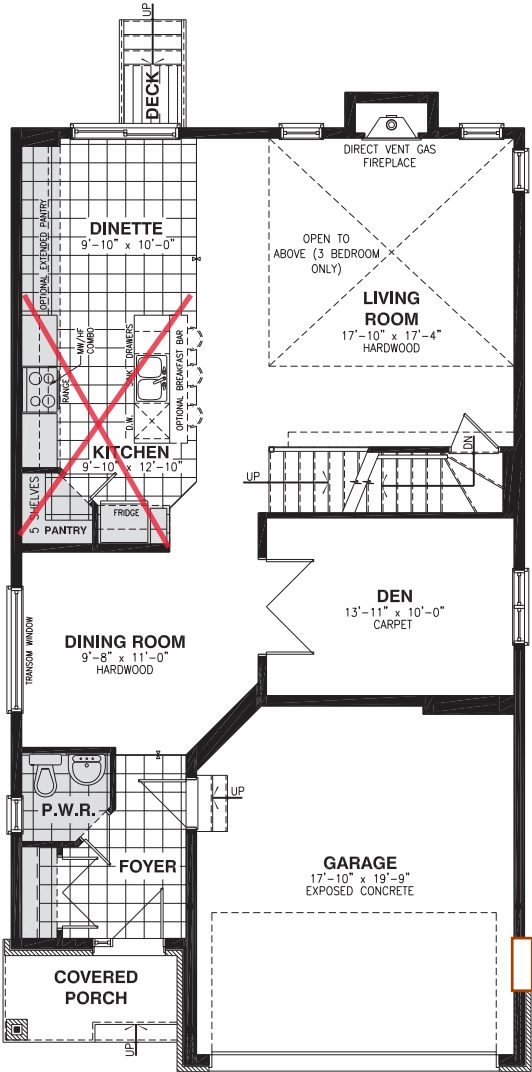 UP
DECK
DIRECT VENT GAS
FIREPLACE
DINETTE
9'-10" x 10'-0"
OPTIONAL EXTENDED PANTRY
OPEN TO
ABOVE (3 BEDROOM
ONLY)
LIVING
ROOM
17'-10" x 17'-4"
HARDWOOD
MW/HF
COMBO
RANGE
SINK DRAWERS
D.W.
OPTIONAL BREAKFAST BAR
KITCHEN
9'-10" x 12'-10"
DN
UP
5 SHELVES
PANTRY
FRIDGE
DEN
13'-11" x 10'-0"
CARPET
TRANSOM WINDOW
DINING ROOM
9'-8" x 11'-0"
HARDWOOD
UP
P.W.R.
FOYER
GARAGE
17'-10" x 19'-9"
EXPOSED CONCRETE
COVERED
PORCH
UP